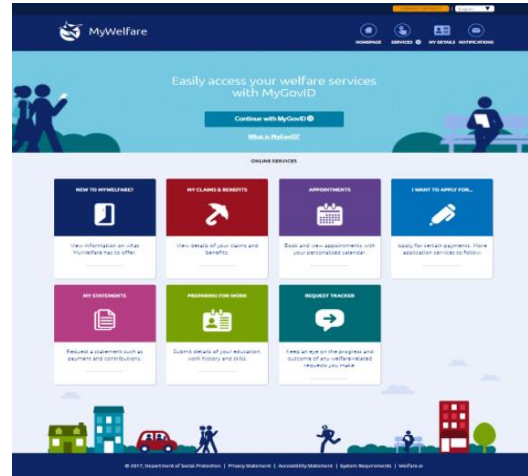 CHANGE CONTRAST
English
MyWelfare
HOMEPAGE
SERVICES
MY DETAILS
NOTIFICATIONS
Easily access your welfare services
with MyGovID
Continue with MyGovID
What is MyGovID?
ONLINE SERVICES
NEW TO MYWELFARE?
MY CLAIMS & BENEFITS
APPOINTMENTS
I WANT TO APPLY FOR...
View information on what
MyWelfare has to offer.
View details of your claims and
benefits.
Book and view appointments with
your personalised calendar.
Apply for certain payments. More
application services to follow.
MY STATEMENTS
PREPARING FOR WORK
REQUEST TRACKER
Request a statement such as
payment and contributions.
Submit details of your education,
work history and skills.
Keep an eye on the progress and
outcome of any welfare-related
requests you make
© 2017, Department of Social Protection | Privacy Statement | Accessibility Statement | System Requirements | Welfare.ie